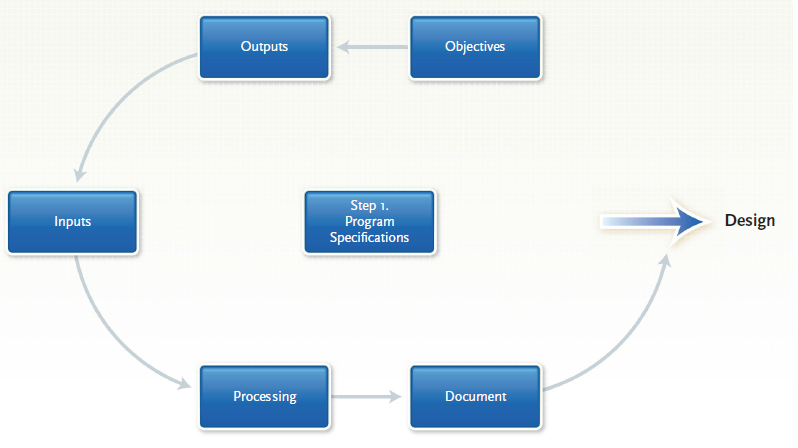 Outputs
Objectives
Inputs
Step 1.
Program
Specifications
Design
Processing
Document